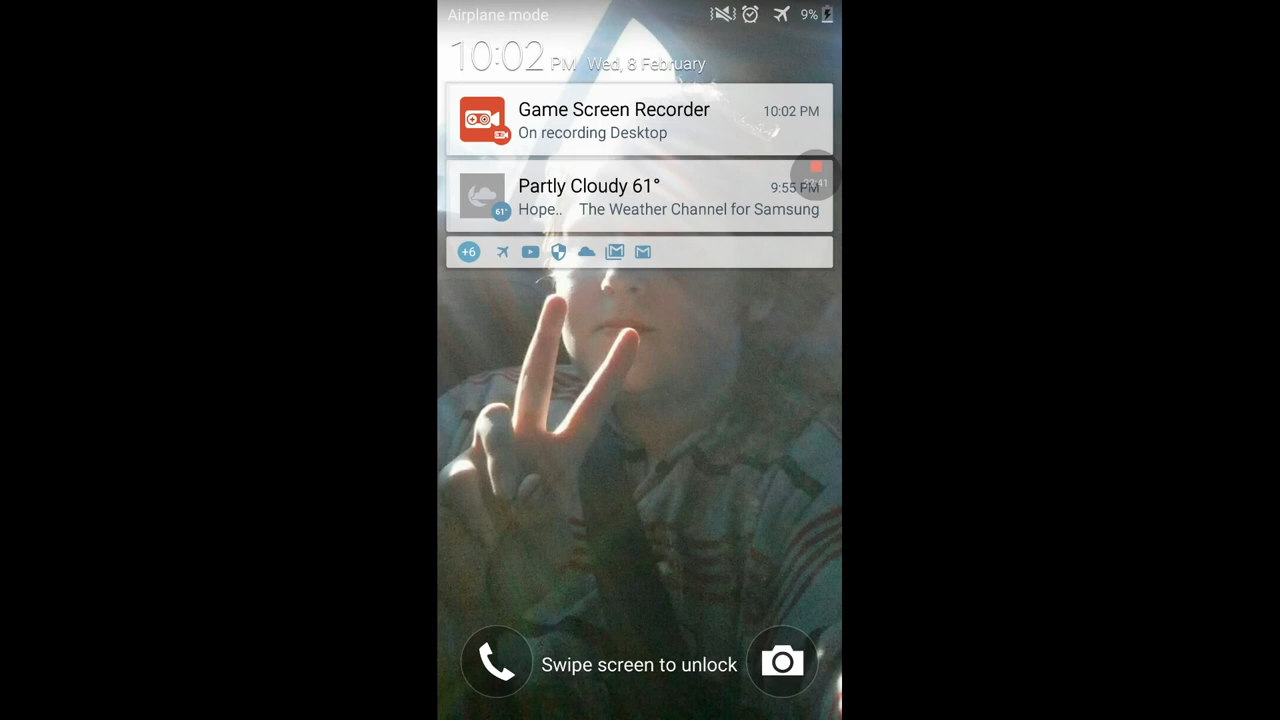 Airplane mode 9%
10:02 PM Wed, 8 February
Game Screen Recorder 10:02 PM
On recording Desktop
Partly Cloudy 61° 9:55 PM
61° Hope.. The Weather Channel for Samsung
+6
Swipe screen to unlock